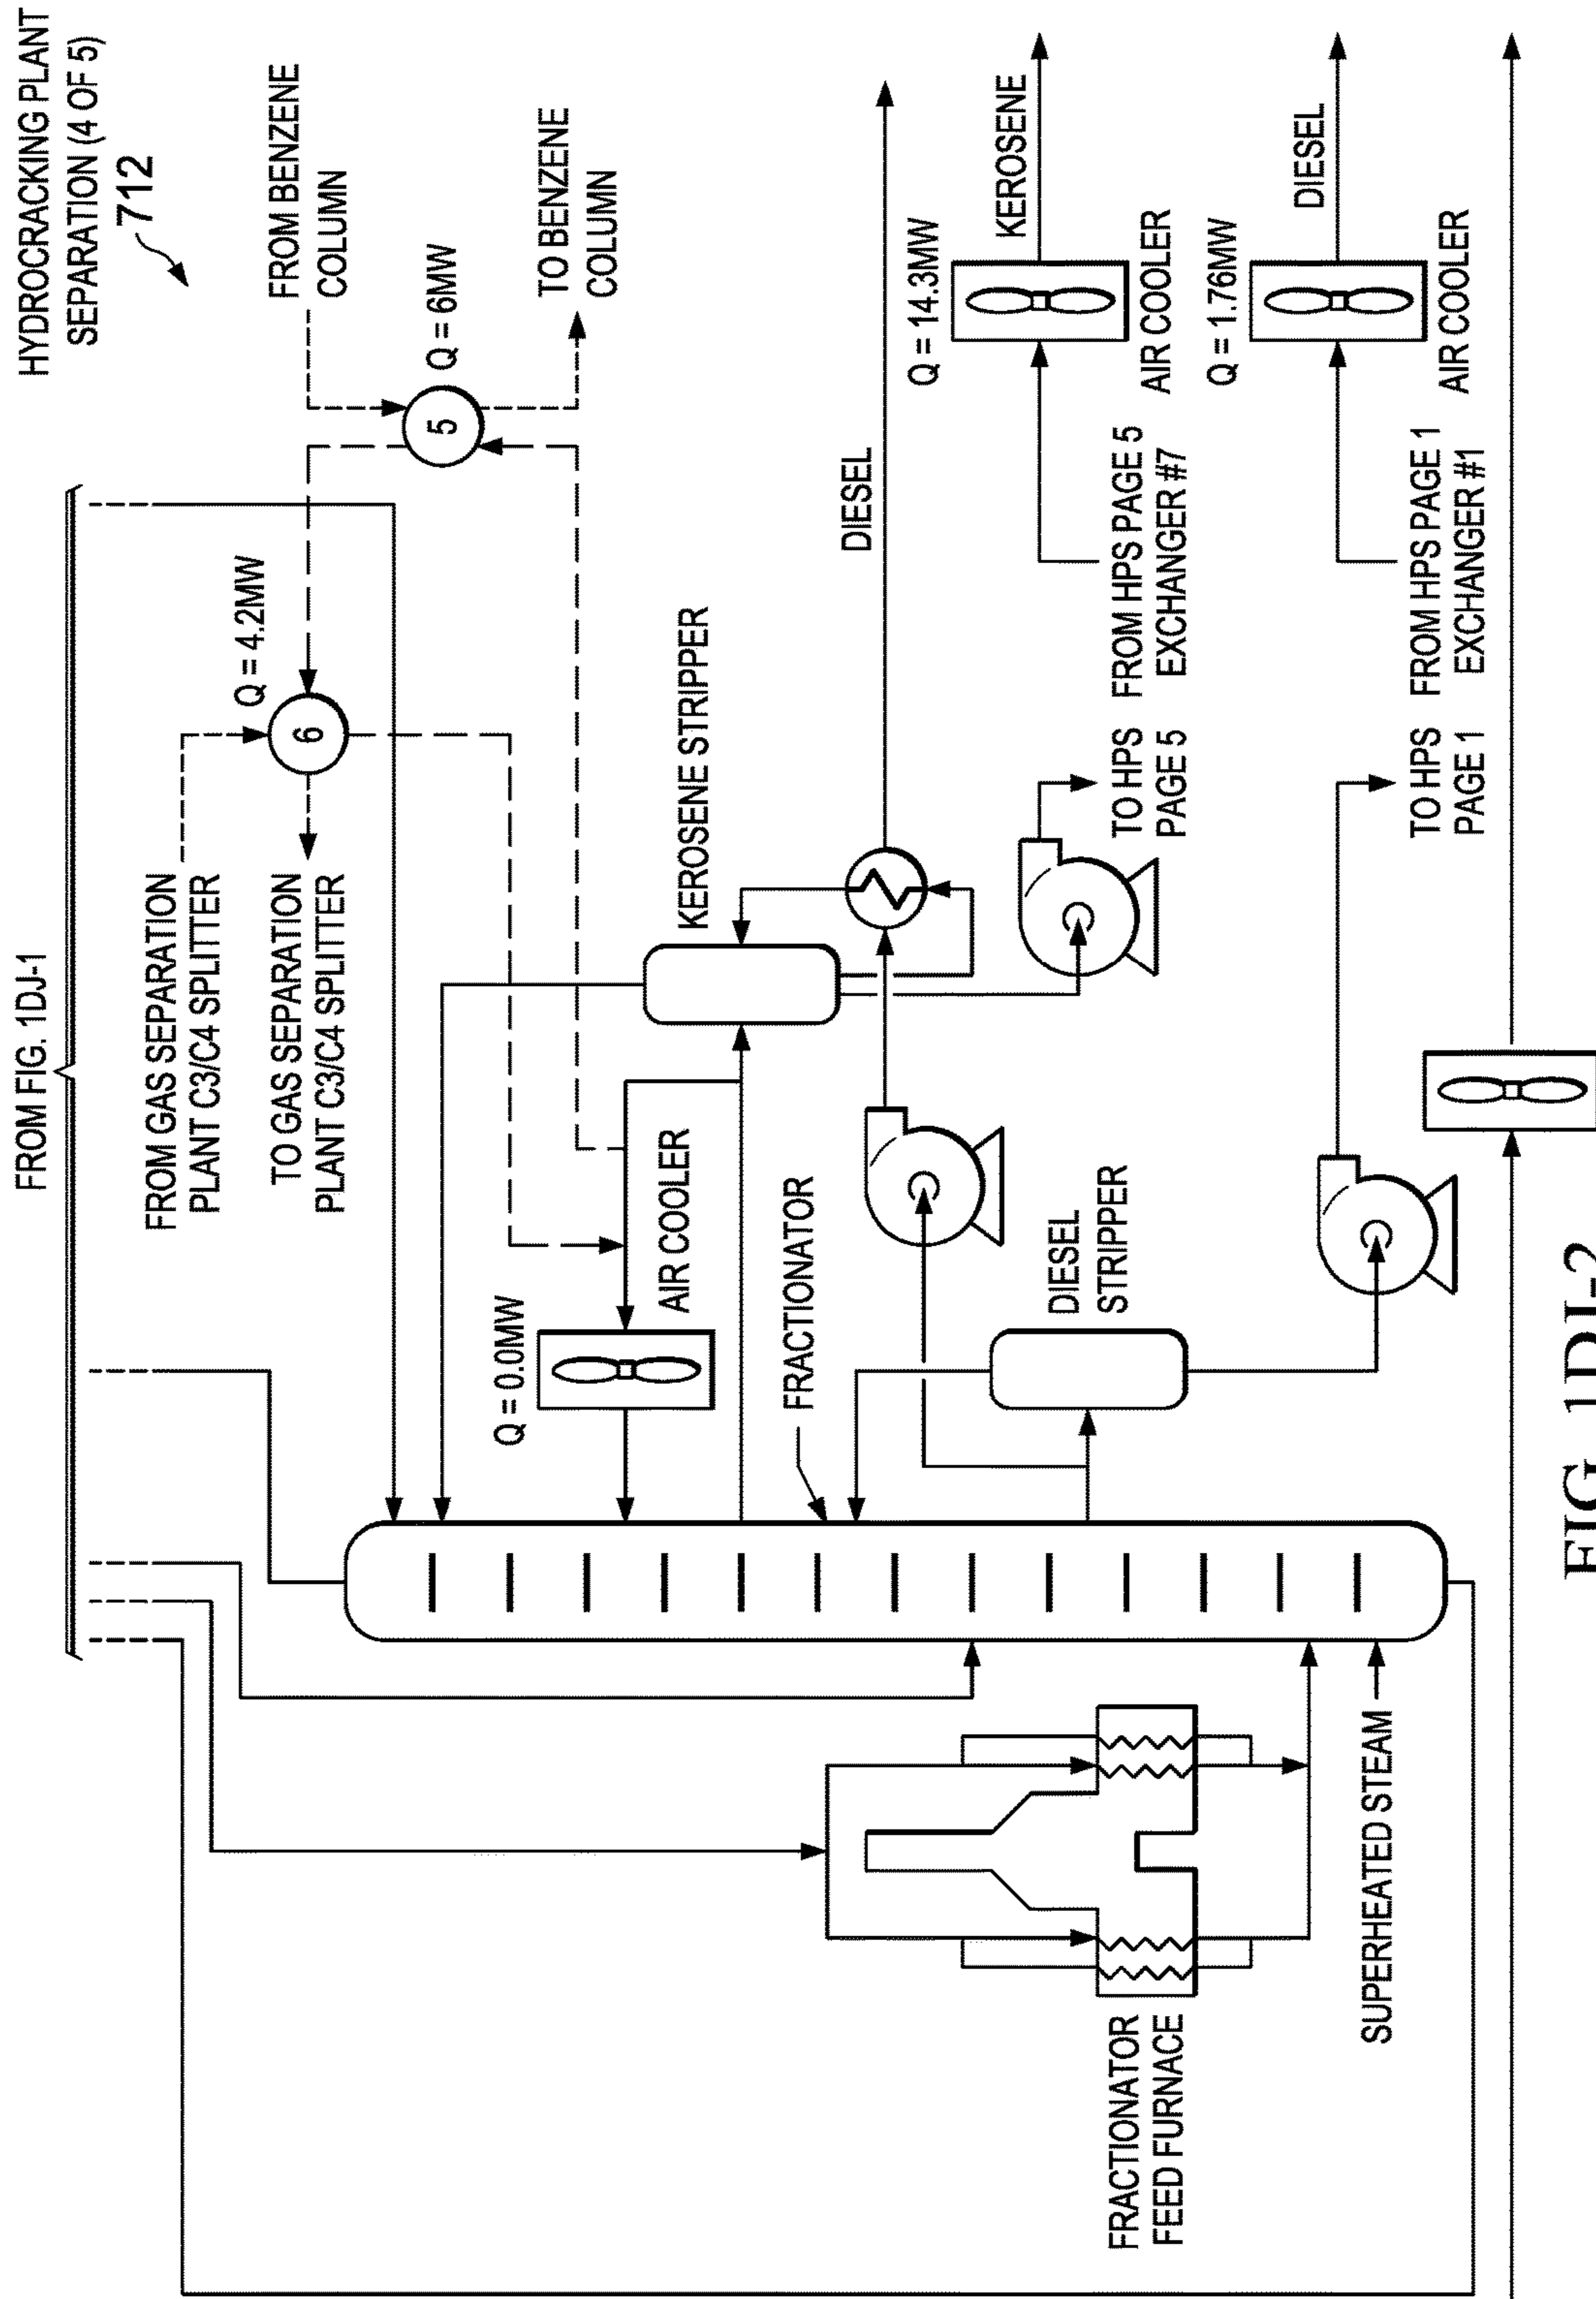 HYDROCRACKING PLANT
SEPARATION (4 OF 5)
712
FROM FIG. 1DJ-1
FROM GAS SEPARATION
PLANT C3/C4 SPLITTER
TO GAS SEPARATION
PLANT C3/C4 SPLITTER
6
Q = 4.2MW
FROM BENZENE
COLUMN
5
Q = 6MW
TO BENZENE
COLUMN
Q = 0.0MW
AIR COOLER
KEROSENE STRIPPER
FRACTIONATOR
DIESEL
Q = 14.3MW
KEROSENE
AIR COOLER
TO HPS
PAGE 5
FROM HPS PAGE 5
EXCHANGER #7
DIESEL
STRIPPER
Q = 1.76MW
DIESEL
AIR COOLER
TO HPS
PAGE 1
FROM HPS PAGE 1
EXCHANGER #1
FRACTIONATOR
FEED FURNACE
SUPERHEATED STEAM
FIG. 1DJ-2